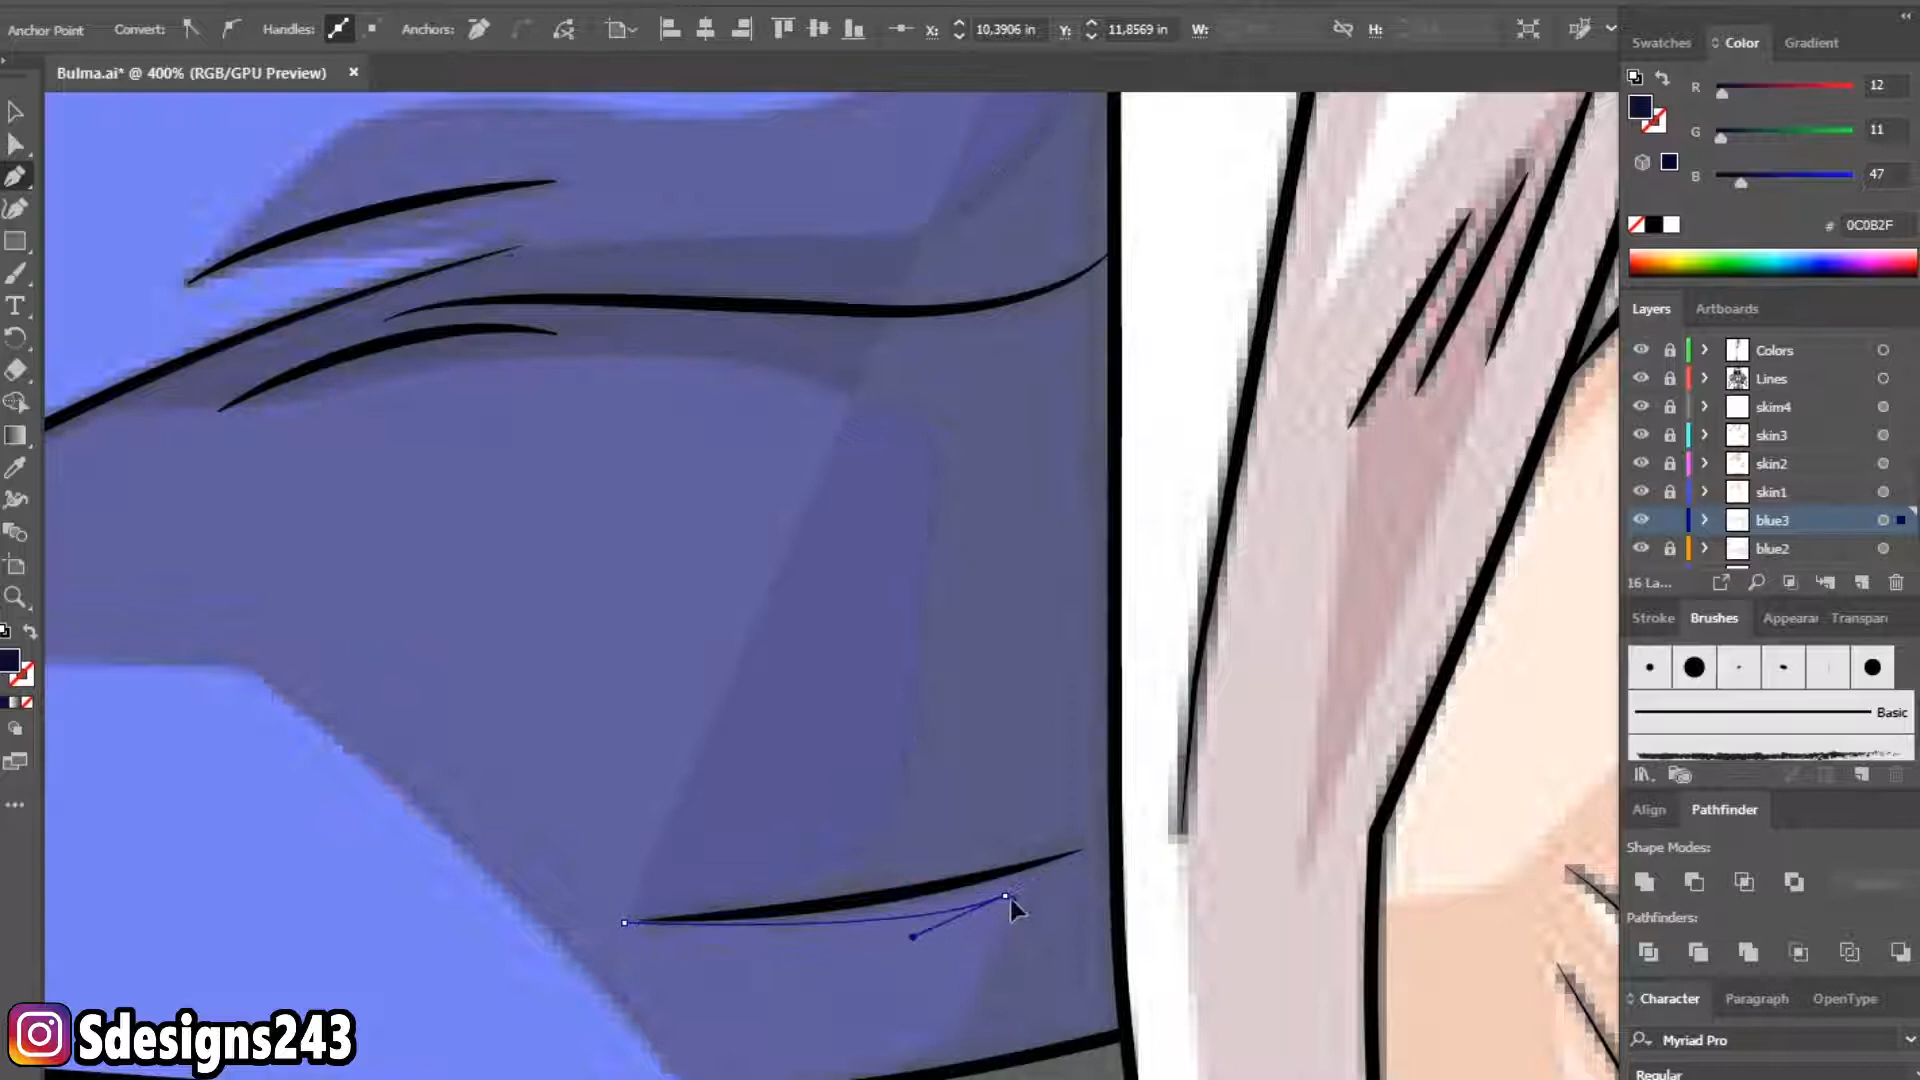 Anchor Point Convert: Handles: Anchors: X: 10,3906 in Y: 11,8569 in W: H:
Bulma.ai* @ 400% (RGB/GPU Preview) ×
Swatches Color Gradient
R 12
G 11
B 47
# 0C0B2F
Layers Artboards
Colors
Lines
skim4
skin3
skin2
skin1
blue3
blue2
16 La...
Stroke Brushes Appearar Transpar
Basic
Align Pathfinder
Shape Modes:
Pathfinders:
Character Paragraph OpenType
Myriad Pro
Regular
Sdesigns243